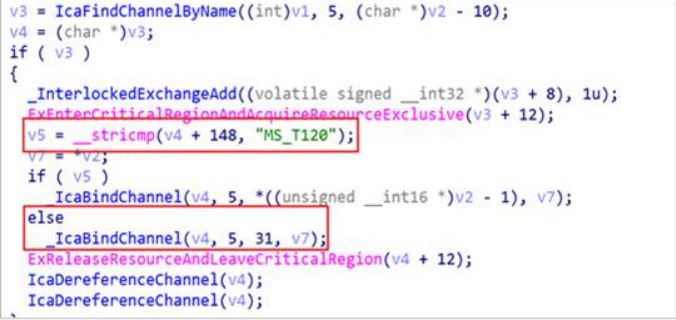 v3 = IcaFindChannelByName((int)v1, 5, (char *)v2 - 10);
v4 = (char *)v3;
if ( v3 )
{
_InterlockedExchangeAdd((volatile signed __int32 *)(v3 + 8), 1u);
ExEnterCriticalRegionAndAcquireResourceExclusive(v3 + 12);
v5 = __stricmp(v4 + 148, "MS_T120");
v7 = *v2;
if ( v5 )
_IcaBindChannel(v4, 5, *((unsigned __int16 *)v2 - 1), v7);
else
_IcaBindChannel(v4, 5, 31, v7);
ExReleaseResourceAndLeaveCriticalRegion(v4 + 12);
IcaDereferenceChannel(v4);
IcaDereferenceChannel(v4);